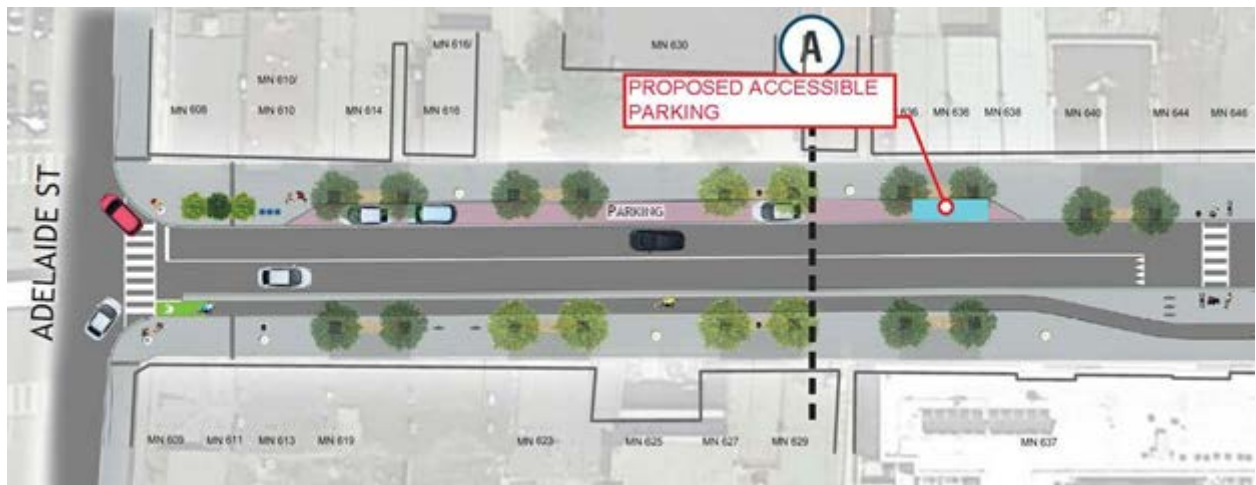 MN 616/
MN 630
A
MN 610/
PROPOSED ACCESSIBLE
PARKING
MN 608
MN 610
MN 614
MN 616
636
MN 636
MN 638
MN 640
MN 644
MN 646
ADELAIDE ST
PARKING
MN 609
MN 611
MN 613
MN 619
MN 623
MN 625
MN 627
MN 629
MN 637